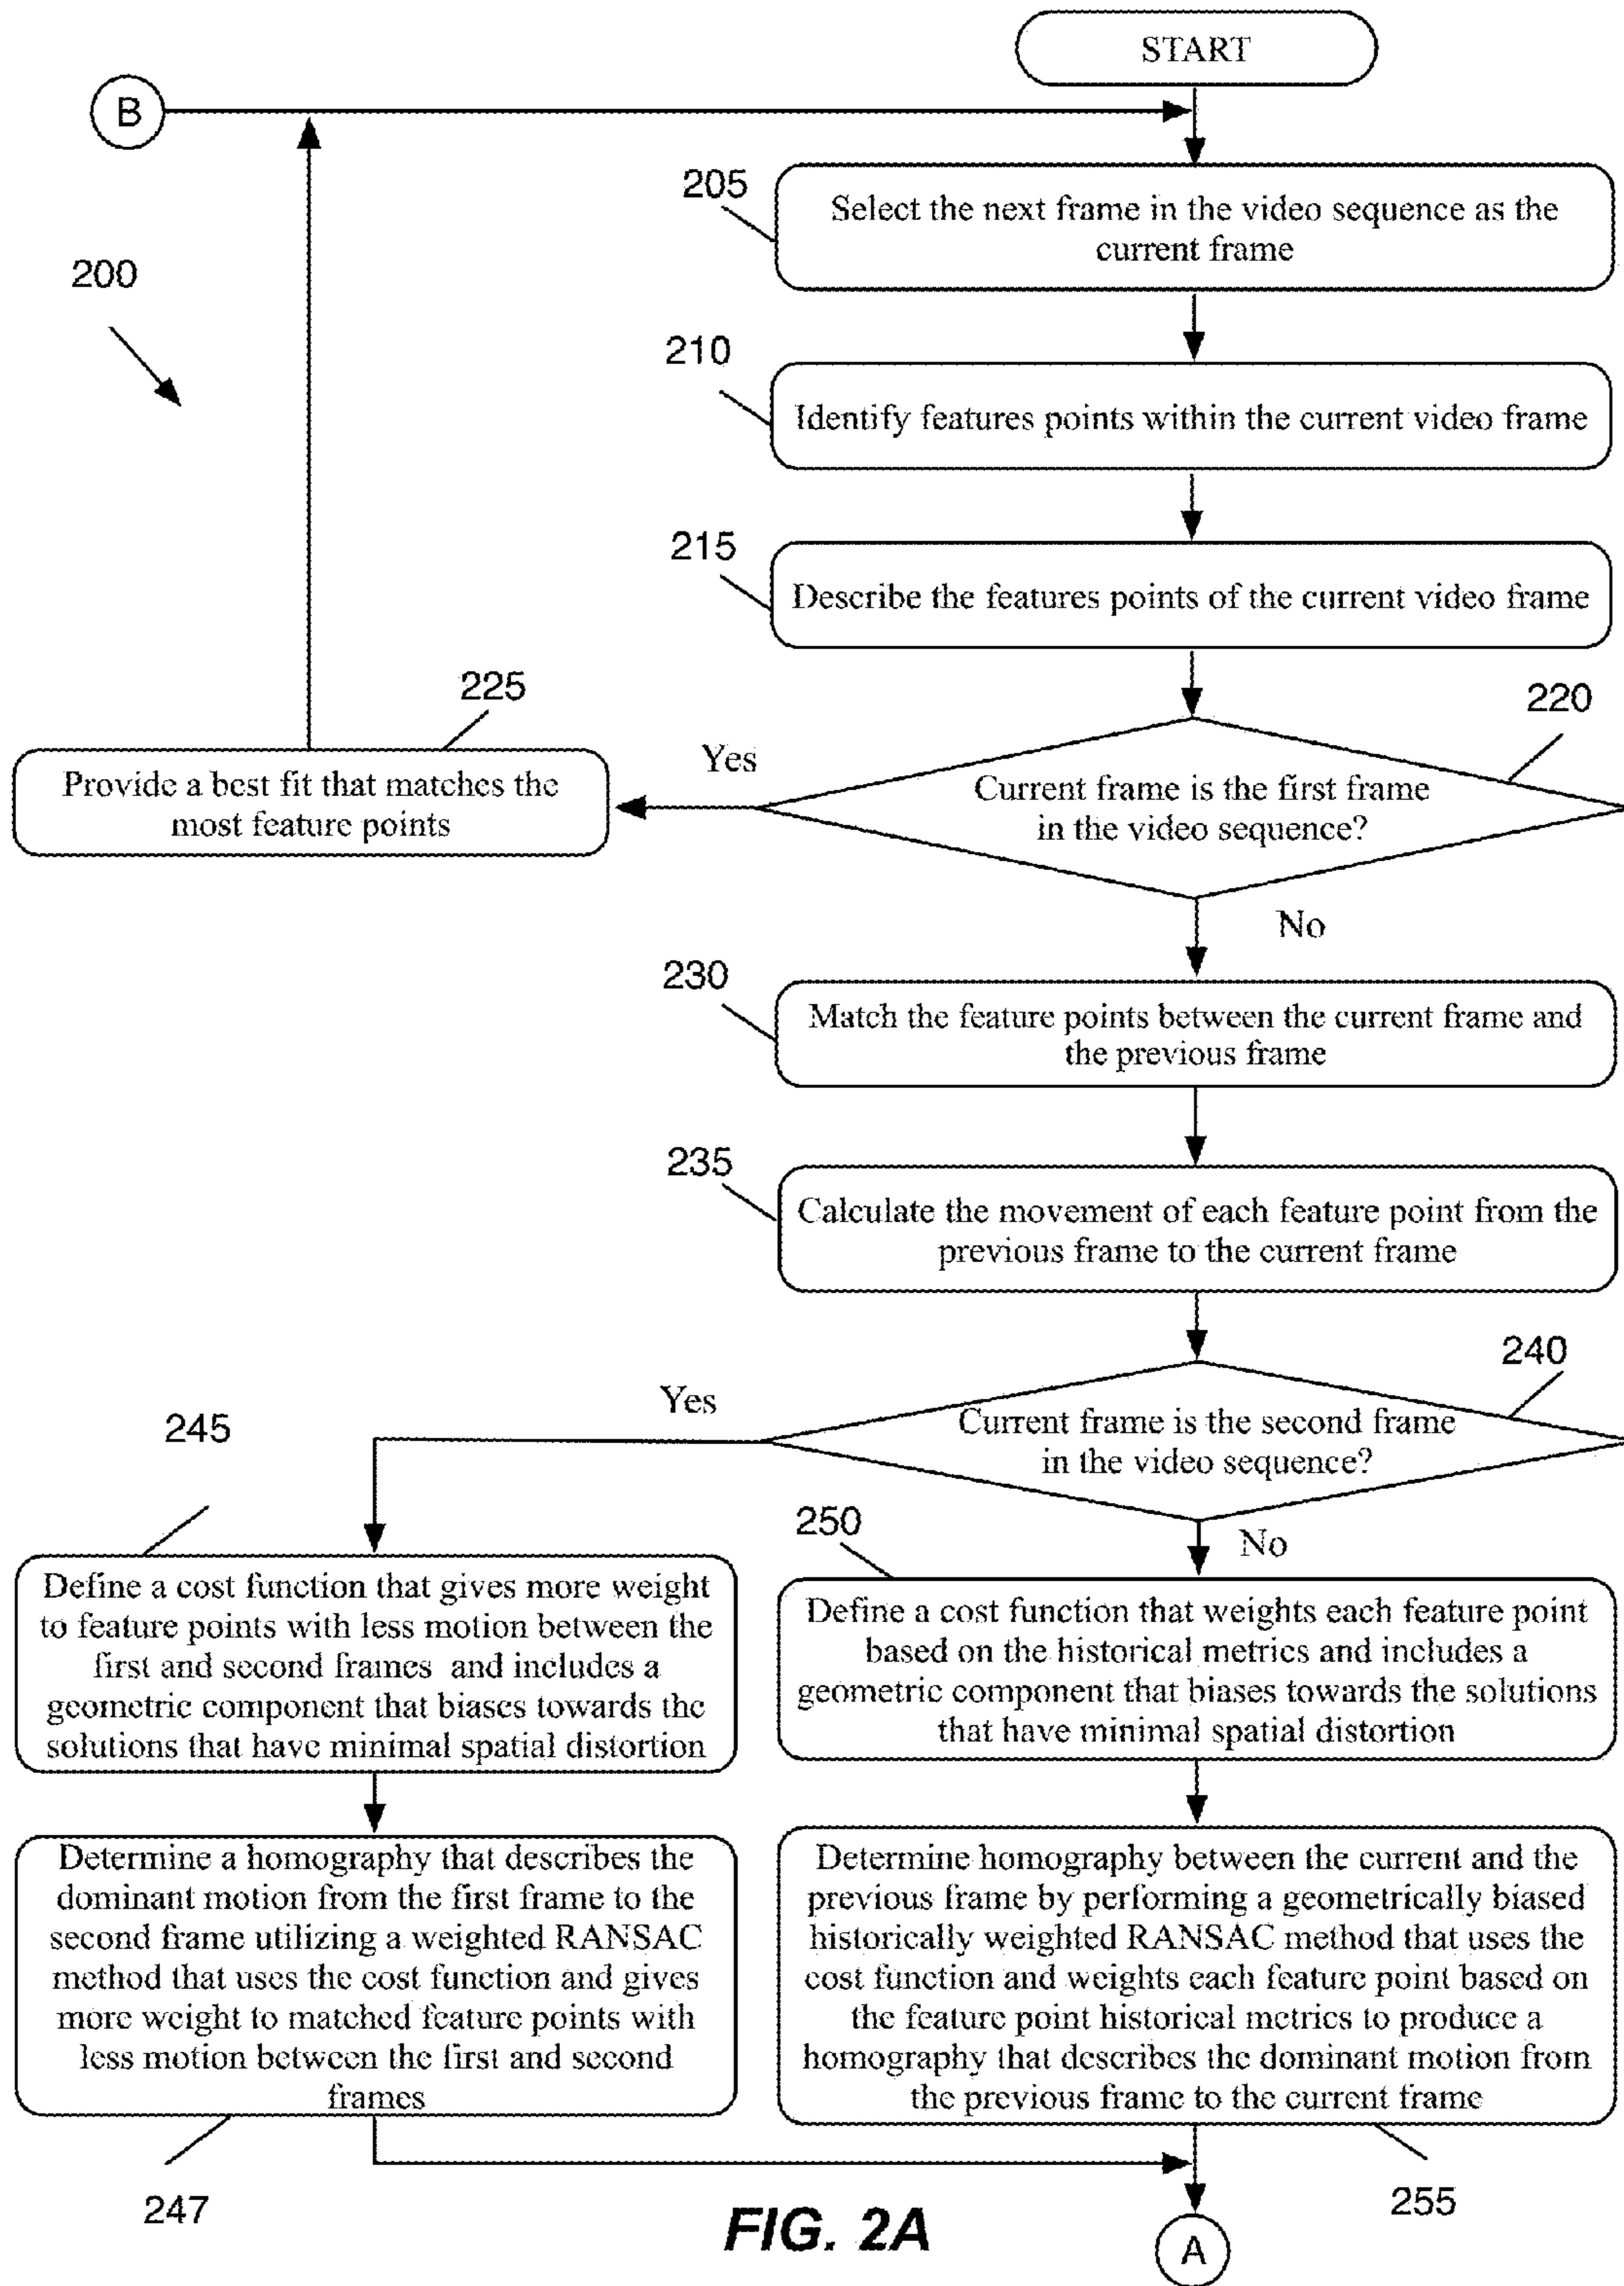 START
B
205
Select the next frame in the video sequence as the
current frame
200
210
Identify features points within the current video frame
215
Describe the features points of the current video frame
225
220
Provide a best fit that matches the
most feature points
Yes
Current frame is the first frame
in the video sequence?
No
230
Match the feature points between the current frame and
the previous frame
235
Calculate the movement of each feature point from the
previous frame to the current frame
240
Yes
Current frame is the second frame
in the video sequence?
245
250
No
Define a cost function that gives more weight
to feature points with less motion between the
first and second frames and includes a
geometric component that biases towards the
solutions that have minimal spatial distortion
Define a cost function that weights each feature point
based on the historical metrics and includes a
geometric component that biases towards the solutions
that have minimal spatial distortion
Determine a homography that describes the
dominant motion from the first frame to the
second frame utilizing a weighted RANSAC
method that uses the cost function and gives
more weight to matched feature points with
less motion between the first and second
frames
Determine homography between the current and the
previous frame by performing a geometrically biased
historically weighted RANSAC method that uses the
cost function and weights each feature point based on
the feature point historical metrics to produce a
homography that describes the dominant motion from
the previous frame to the current frame
247
255
FIG. 2A
A